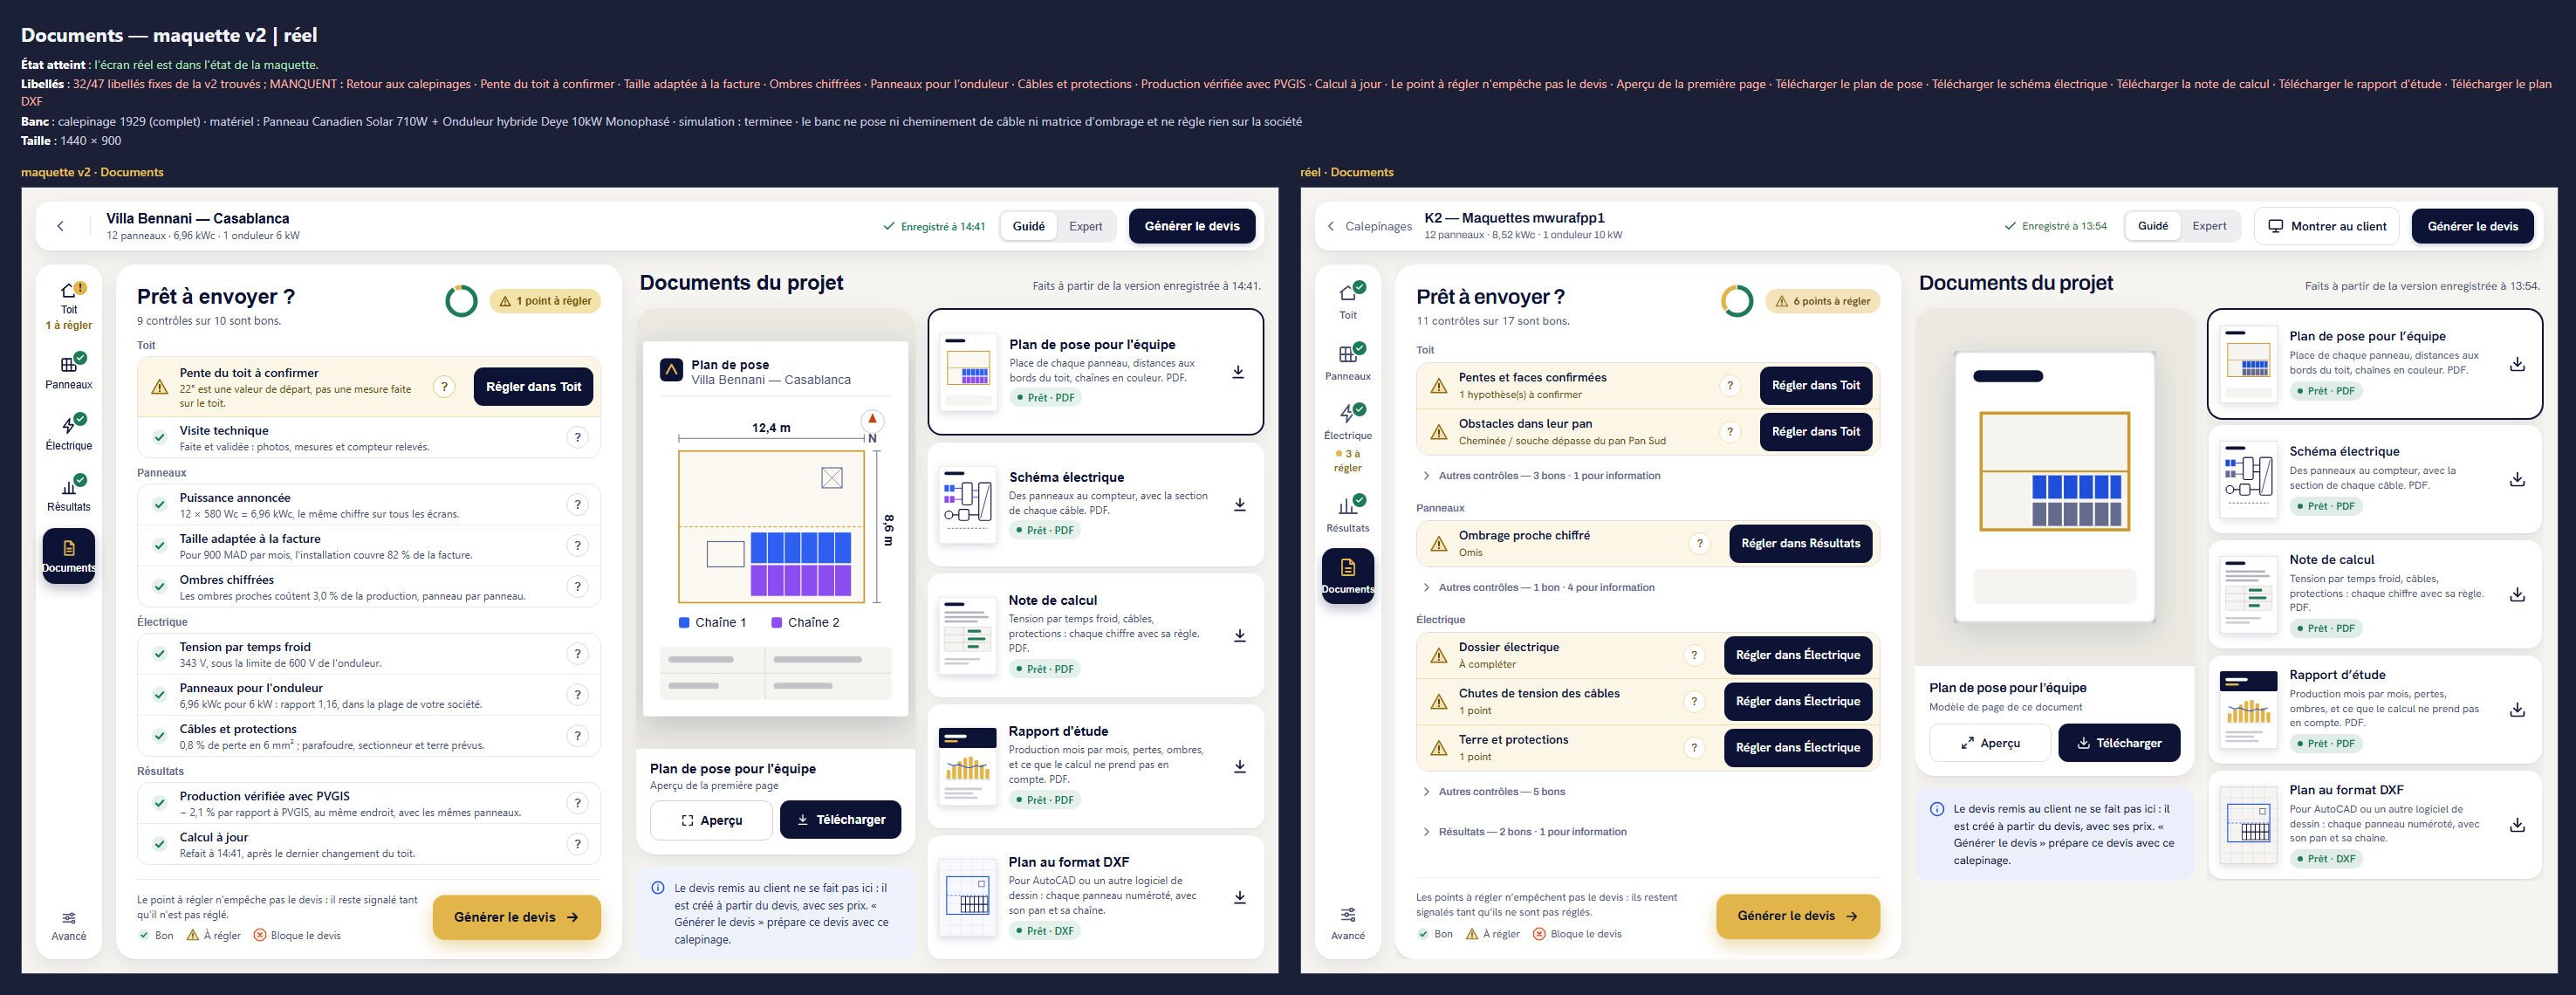 Documents — maquette v2 | réel
État atteint : l'écran réel est dans l'état de la maquette.
Libellés : 32/47 libellés fixes de la v2 trouvés ; MANQUENT : Retour aux calepinages · Pente du toit à confirmer · Taille adaptée à la facture · Ombres chiffrées · Panneaux pour l'onduleur · Câbles et protections · Production vérifiée avec PVGIS · Calcul à jour · Le point à régler n'empêche pas le devis · Aperçu de la première page · Télécharger le plan de pose · Télécharger le schéma électrique · Télécharger la note de calcul · Télécharger le rapport d'étude · Télécharger le plan
DXF
Banc : calepinage 1929 (complet) · matériel : Panneau Canadien Solar 710W + Onduleur hybride Deye 10kW Monophasé · simulation : terminee · le banc ne pose ni cheminement de câble ni matrice d'ombrage et ne règle rien sur la société
Taille : 1440 × 900
maquette v2 · Documents
Villa Bennani — Casablanca
12 panneaux · 6,96 kWc · 1 onduleur 6 kW
Enregistré à 14:41
Guidé
Expert
Générer le devis
Toit
1 à régler
Panneaux
Électrique
Résultats
Documents
Avancé
Prêt à envoyer ?
9 contrôles sur 10 sont bons.
1 point à régler
Toit
Pente du toit à confirmer
22° est une valeur de départ, pas une mesure faite
sur le toit.
?
Régler dans Toit
Visite technique
Faite et validée : photos, mesures et compteur relevés.
?
Panneaux
Puissance annoncée
12 × 580 Wc = 6,96 kWc, le même chiffre sur tous les écrans.
?
Taille adaptée à la facture
Pour 900 MAD par mois, l'installation couvre 82 % de la facture.
?
Ombres chiffrées
Les ombres proches coûtent 3,0 % de la production, panneau par panneau.
?
Électrique
Tension par temps froid
343 V, sous la limite de 600 V de l'onduleur.
?
Panneaux pour l'onduleur
6,96 kWc pour 6 kW : rapport 1,16, dans la plage de votre société.
?
Câbles et protections
0,8 % de perte en 6 mm² ; parafoudre, sectionneur et terre prévus.
?
Résultats
Production vérifiée avec PVGIS
− 2,1 % par rapport à PVGIS, au même endroit, avec les mêmes panneaux.
?
Calcul à jour
Refait à 14:41, après le dernier changement du toit.
?
Le point à régler n'empêche pas le devis : il reste signalé tant
qu'il n'est pas réglé.
Bon
À régler
Bloque le devis
Générer le devis
Documents du projet
Faits à partir de la version enregistrée à 14:41.
Plan de pose
Villa Bennani — Casablanca
12,4 m
N
8,6 m
Chaîne 1
Chaîne 2
Plan de pose pour l'équipe
Aperçu de la première page
Aperçu
Télécharger
Le devis remis au client ne se fait pas ici : il
est créé à partir du devis, avec ses prix. «
Générer le devis » prépare ce devis avec ce
calepinage.
Plan de pose pour l'équipe
Place de chaque panneau, distances aux
bords du toit, chaînes en couleur. PDF.
Prêt · PDF
Schéma électrique
Des panneaux au compteur, avec la section
de chaque câble. PDF.
Prêt · PDF
Note de calcul
Tension par temps froid, câbles,
protections : chaque chiffre avec sa règle.
PDF.
Prêt · PDF
Rapport d'étude
Production mois par mois, pertes, ombres,
et ce que le calcul ne prend pas en
compte. PDF.
Prêt · PDF
Plan au format DXF
Pour AutoCAD ou un autre logiciel de
dessin : chaque panneau numéroté, avec
son pan et sa chaîne.
Prêt · DXF
réel · Documents
Calepinages
K2 — Maquettes mwurafpp1
12 panneaux · 8,52 kWc · 1 onduleur 10 kW
Enregistré à 13:54
Guidé
Expert
Montrer au client
Générer le devis
Toit
Panneaux
Électrique
3 à
régler
Résultats
Documents
Avancé
Prêt à envoyer ?
11 contrôles sur 17 sont bons.
6 points à régler
Toit
Pentes et faces confirmées
1 hypothèse(s) à confirmer
?
Régler dans Toit
Obstacles dans leur pan
Cheminée / souche dépasse du pan Pan Sud
?
Régler dans Toit
Autres contrôles — 3 bons · 1 pour information
Panneaux
Ombrage proche chiffré
Omis
?
Régler dans Résultats
Autres contrôles — 1 bon · 4 pour information
Électrique
Dossier électrique
À compléter
?
Régler dans Électrique
Chutes de tension des câbles
1 point
?
Régler dans Électrique
Terre et protections
1 point
?
Régler dans Électrique
Autres contrôles — 5 bons
Résultats — 2 bons · 1 pour information
Les points à régler n'empêchent pas le devis : ils restent
signalés tant qu'ils ne sont pas réglés.
Bon
À régler
Bloque le devis
Générer le devis
Documents du projet
Faits à partir de la version enregistrée à 13:54.
Plan de pose pour l'équipe
Modèle de page de ce document
Aperçu
Télécharger
Le devis remis au client ne se fait pas ici : il
est créé à partir du devis, avec ses prix. «
Générer le devis » prépare ce devis avec ce
calepinage.
Plan de pose pour l'équipe
Place de chaque panneau, distances aux
bords du toit, chaînes en couleur. PDF.
Prêt · PDF
Schéma électrique
Des panneaux au compteur, avec la
section de chaque câble. PDF.
Prêt · PDF
Note de calcul
Tension par temps froid, câbles,
protections : chaque chiffre avec sa règle.
PDF.
Prêt · PDF
Rapport d'étude
Production mois par mois, pertes,
ombres, et ce que le calcul ne prend pas
en compte. PDF.
Prêt · PDF
Plan au format DXF
Pour AutoCAD ou un autre logiciel de
dessin : chaque panneau numéroté, avec
son pan et sa chaîne.
Prêt · DXF